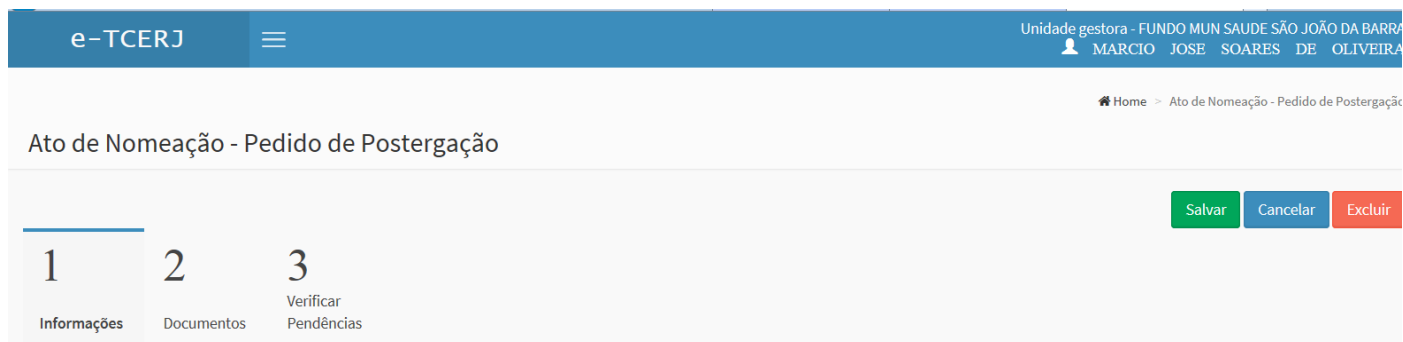 e-TCERJ
Unidade gestora - FUNDO MUN SAUDE SÃO JOÃO DA BARRA
MARCIO JOSE SOARES DE OLIVEIRA
Home > Ato de Nomeação - Pedido de Postergação
Ato de Nomeação - Pedido de Postergação
Salvar Cancelar Excluir
1 2 3
Verificar
Informações Documentos Pendências